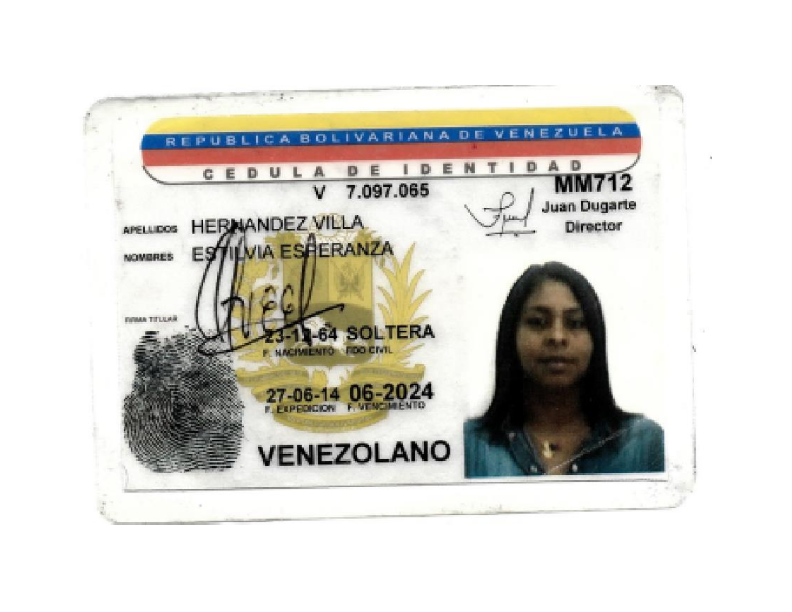 REPUBLICA BOLIVARIANA DE VENEZUELA
CEDULA DE IDENTIDAD
V 7.097.065
MM712
Juan Dugarte
Director
APELLIDOS HERNANDEZ VILLA
NOMBRES ESTILVIA ESPERANZA
FIRMA TITULAR
23-12-64 SOLTERA
F. NACIMIENTO EDO CIVIL
27-06-14 06-2024
F. EXPEDICION F. VENCIMIENTO
VENEZOLANO